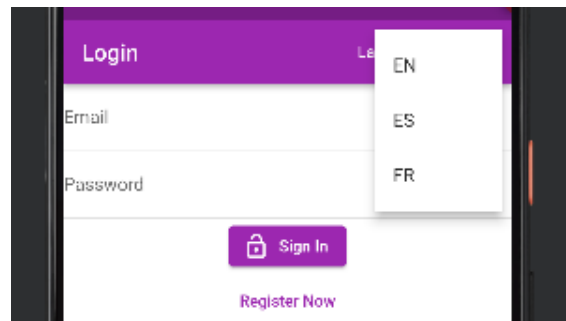 Login
EN
Email
ES
Password
FR
Sign In
Register Now